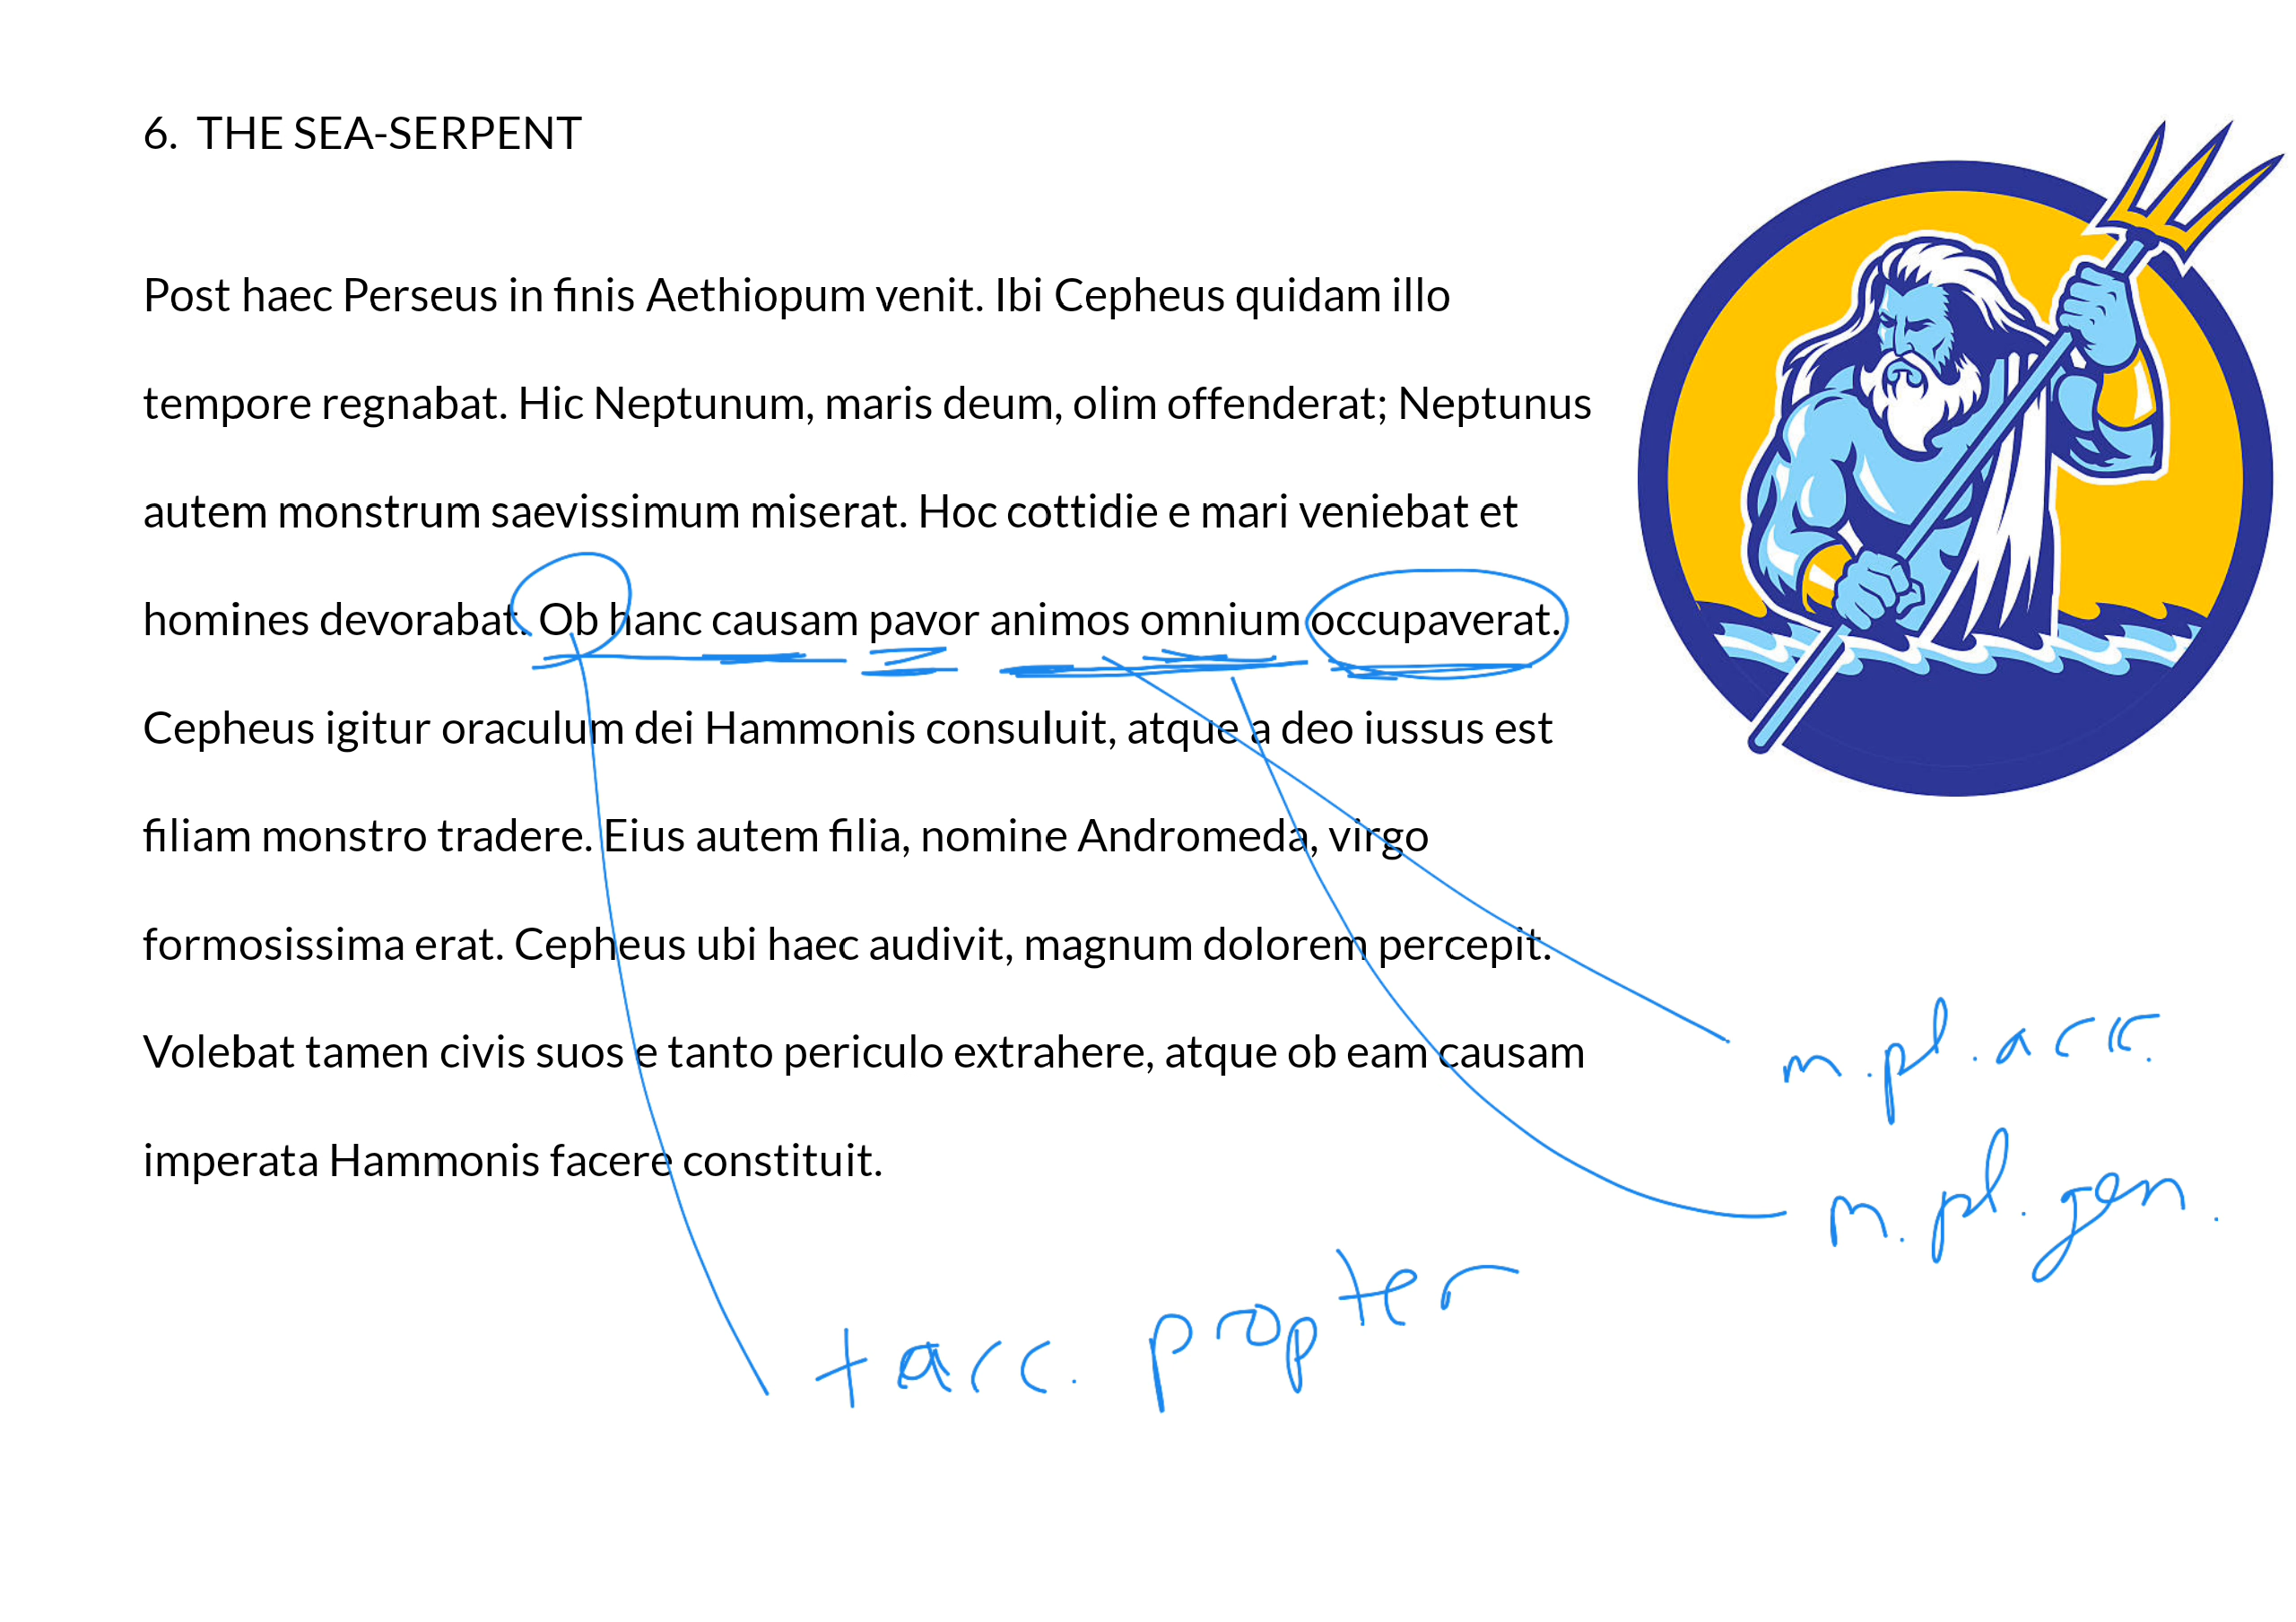 6. THE SEA-SERPENT
Post haec Perseus in finis Aethiopum venit. Ibi Cepheus quidam illo
tempore regnabat. Hic Neptunum, maris deum, olim offenderat; Neptunus
autem monstrum saevissimum miserat. Hoc cottidie e mari veniebat et
homines devorabat. Ob hanc causam pavor animos omnium occupaverat.
Cepheus igitur oraculum dei Hammonis consuluit, atque a deo iussus est
filiam monstro tradere. Eius autem filia, nomine Andromeda, virgo
formosissima erat. Cepheus ubi haec audivit, magnum dolorem percepit.
Volebat tamen civis suos e tanto periculo extrahere, atque ob eam causam
imperata Hammonis facere constituit.
m.pl.acc.
m.pl.gen.
+acc. propter